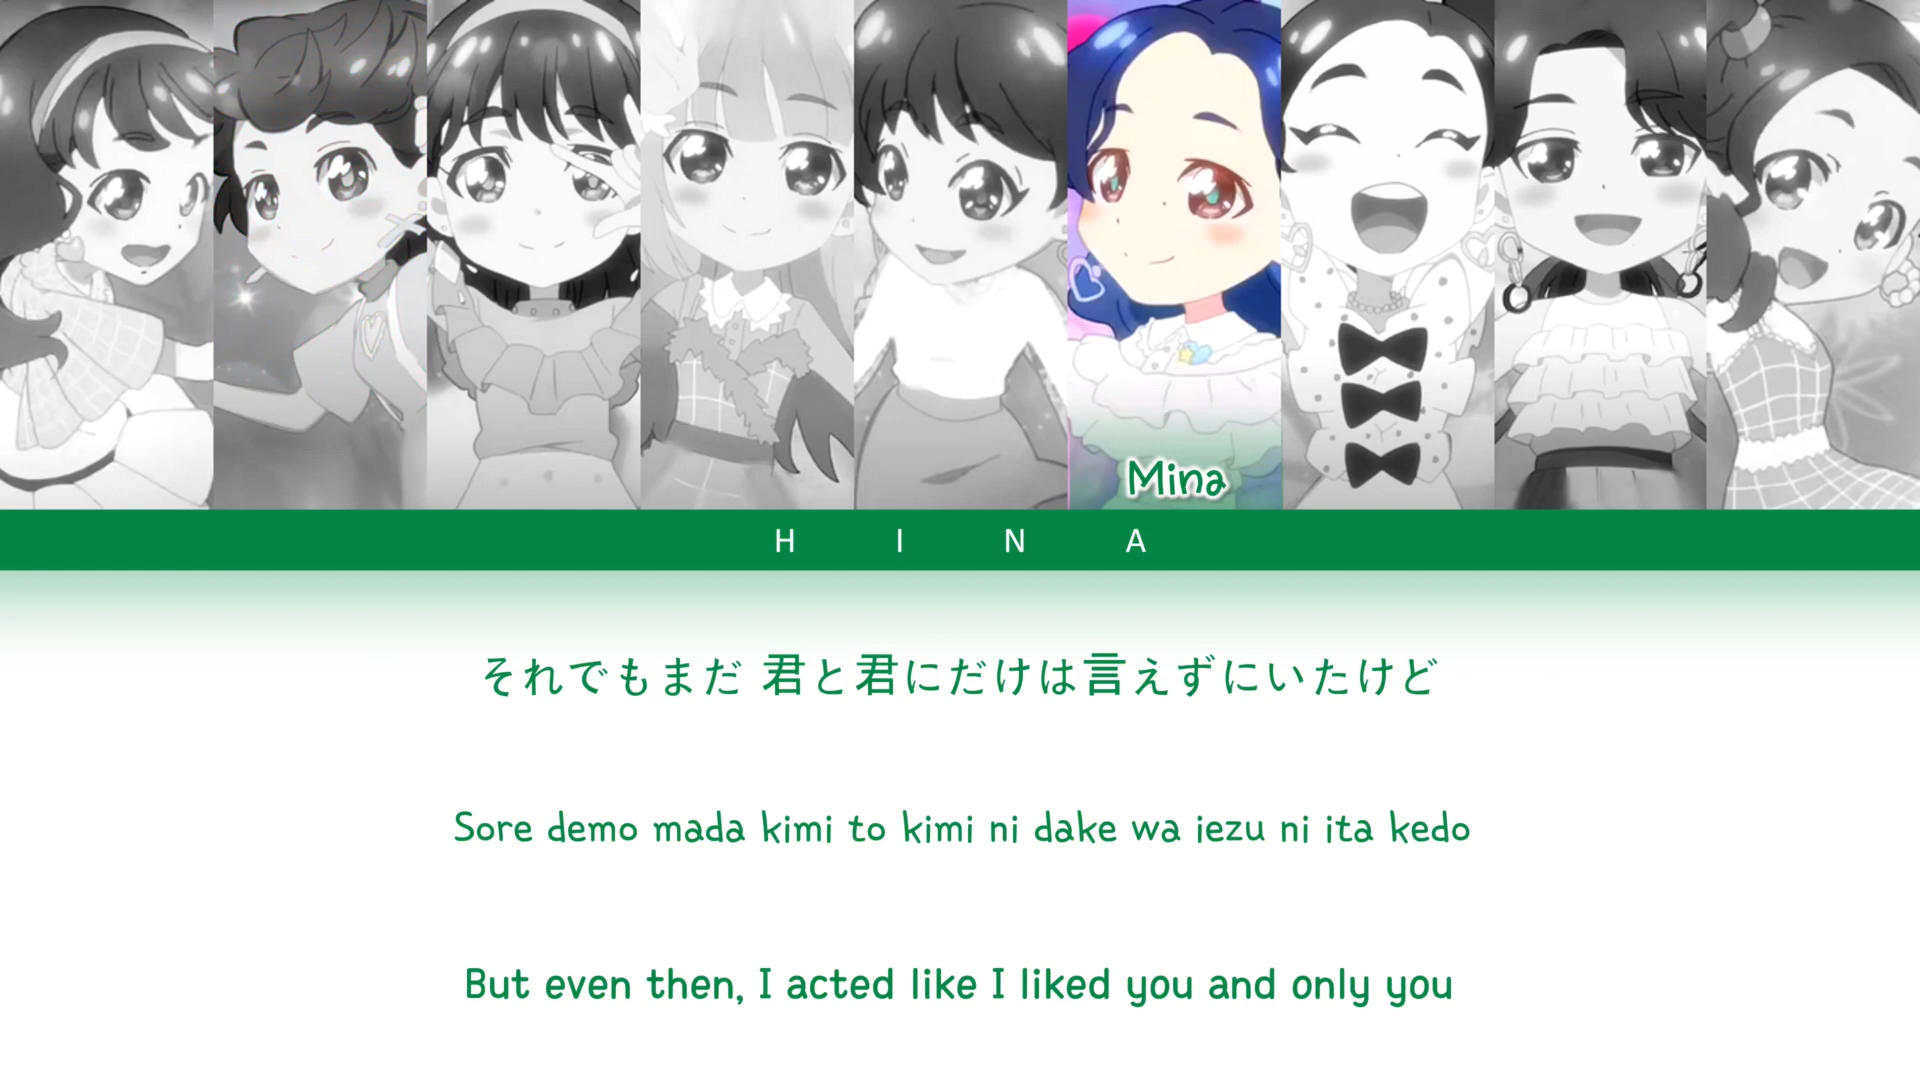 Mina
H I N A
それでもまだ 君と君にだけは言えずにいたけど
Sore demo mada kimi to kimi ni dake wa iezu ni ita kedo
But even then, I acted like I liked you and only you